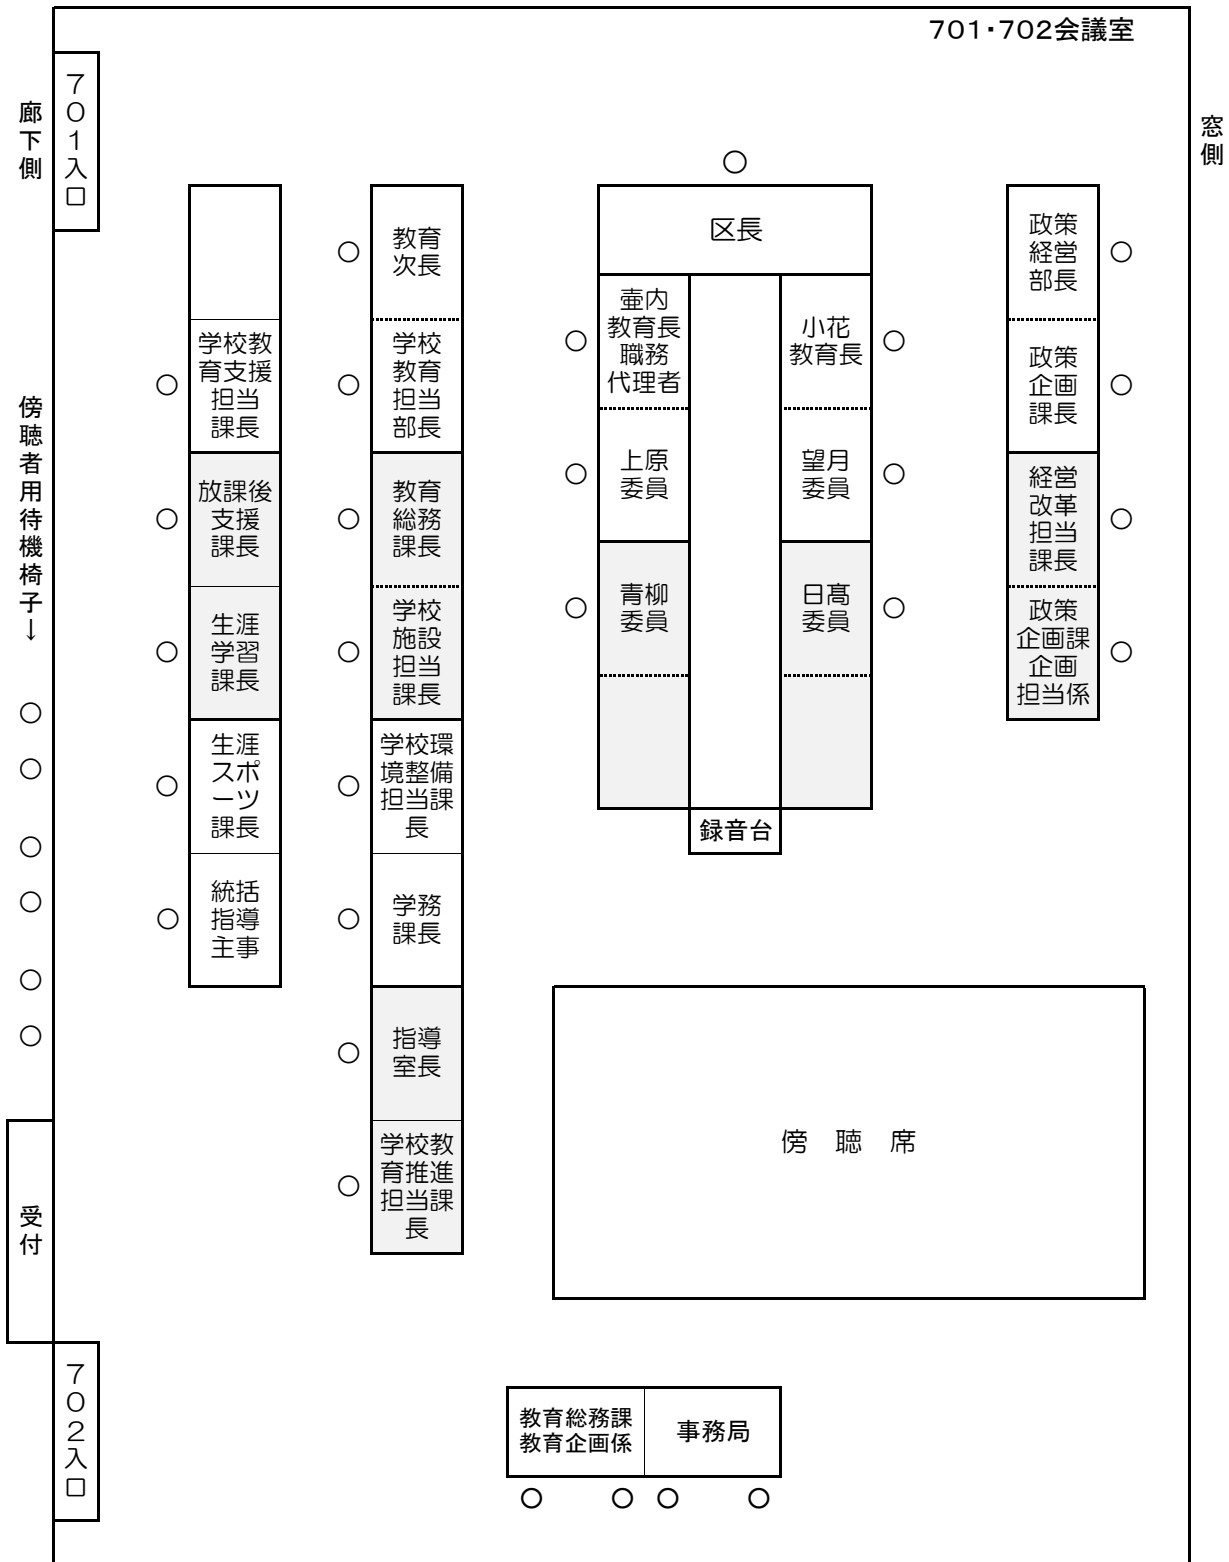 701・702会議室
701入口
廊下側
窓側
区長
壷内
教育長
職務
代理者
小花
教育長
上原
委員
望月
委員
青柳
委員
日髙
委員
録音台
政策
経営
部長
政策
企画
課長
経営
改革
担当
課長
政策
企画課
企画
担当係
教育
次長
学校
教育
担当
部長
教育
総務
課長
学校
施設
担当
課長
学校環
境整備
担当課
長
学務
課長
指導
室長
学校教
育推進
担当課
長
学校教
育支援
担当
課長
放課後
支援
課長
生涯
学習
課長
生涯
スポ
ーツ
課長
統括
指導
主事
傍聴者用待機椅子↓
受付
702入口
傍 聴 席
教育総務課
教育企画係
事務局